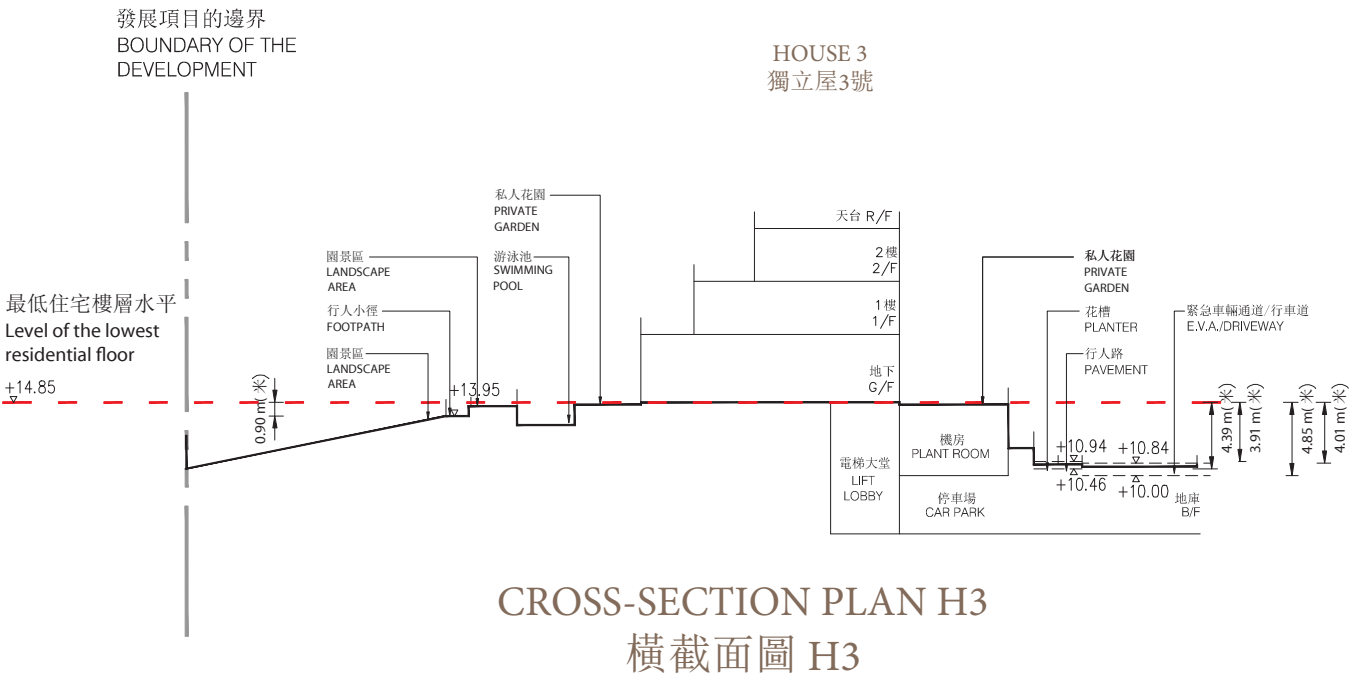 發展項目的邊界
BOUNDARY OF THE
DEVELOPMENT
HOUSE 3
獨立屋3號
私人花園
PRIVATE
GARDEN
天台 R/F
園景區
LANDSCAPE
AREA
游泳池
SWIMMING
POOL
2樓
2/F
私人花園
PRIVATE
GARDEN
最低住宅樓層水平
Level of the lowest
residential floor
行人小徑
FOOTPATH
1樓
1/F
花槽
PLANTER
緊急車輛通道/行車道
E.V.A./DRIVEWAY
園景區
LANDSCAPE
AREA
行人路
PAVEMENT
地下
G/F
+14.85
0.90 m(米)
+13.95
4.39 m(米)
3.91 m(米)
4.85 m(米)
4.01 m(米)
機房
PLANT ROOM
+10.94
+10.84
電梯大堂
LIFT
LOBBY
+10.46
+10.00
停車場
CAR PARK
地庫
B/F
CROSS-SECTION PLAN H3
橫截面圖 H3